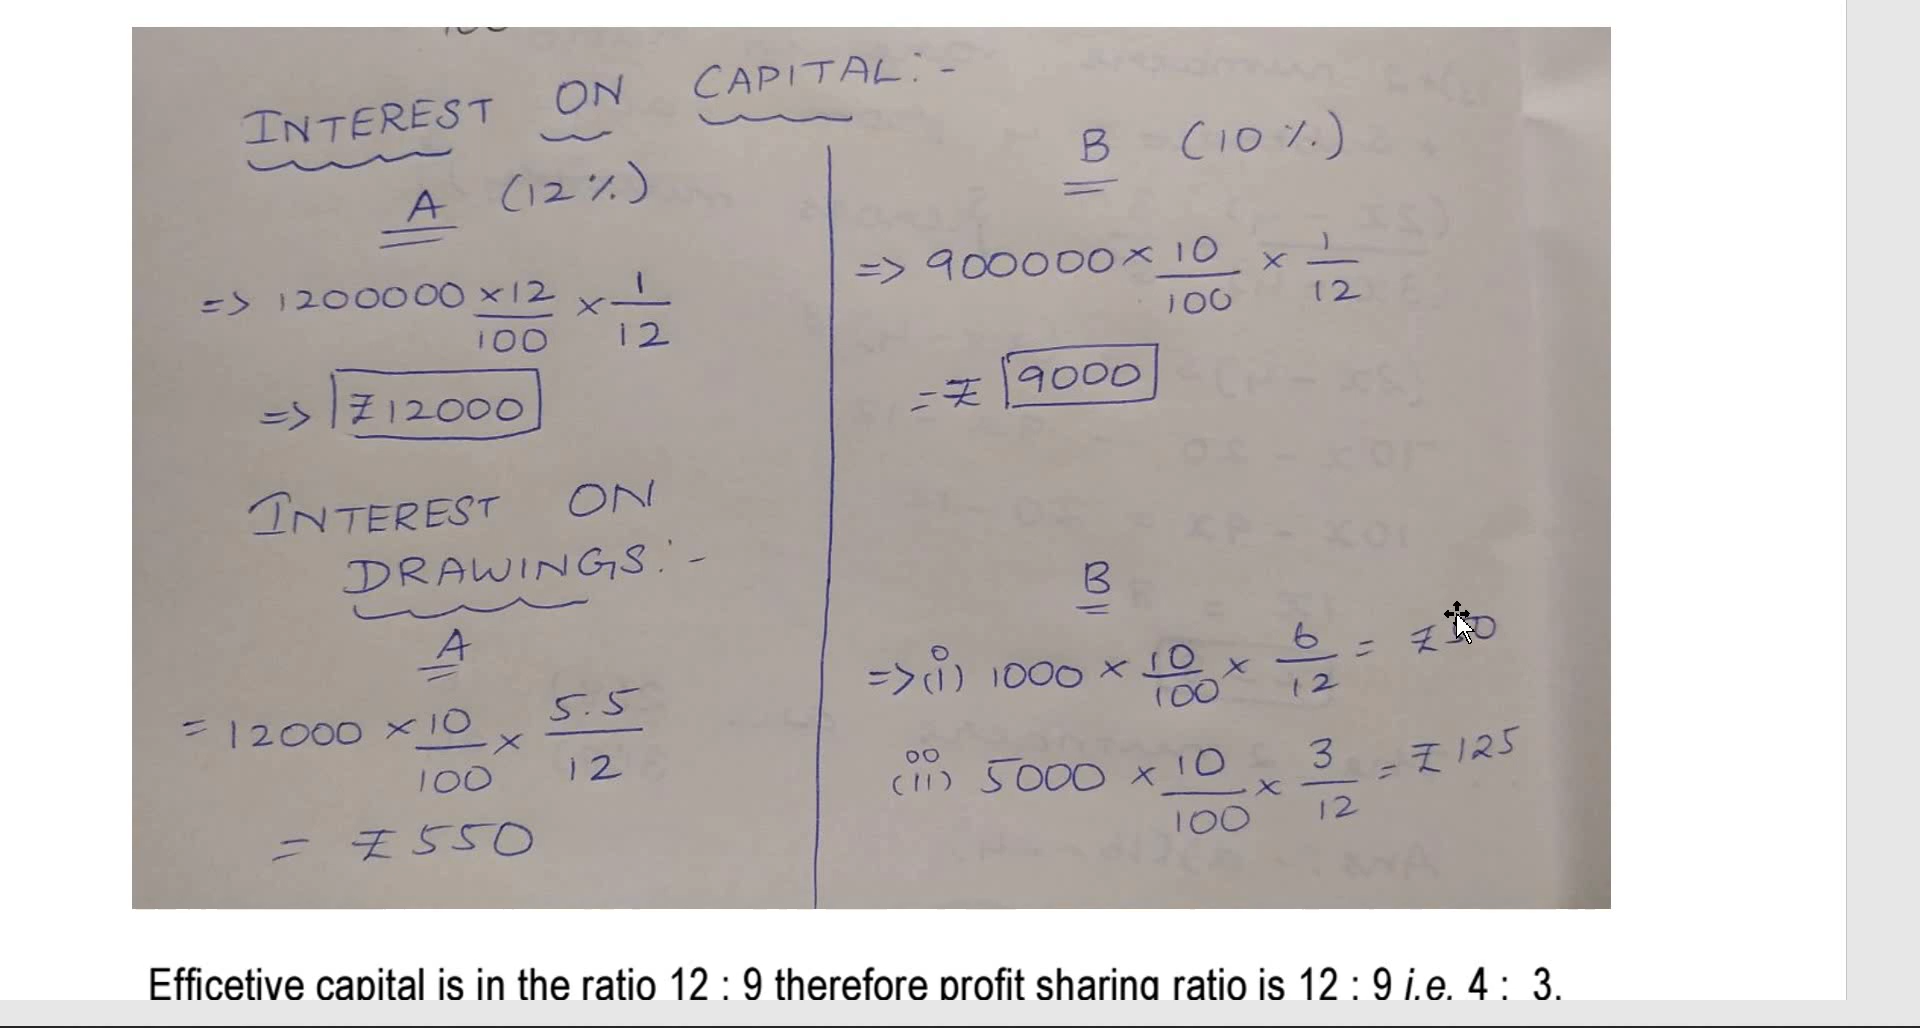 INTEREST ON CAPITAL:-
A (12%)
=> 1200000 × 12/100 × 1/12
=> ₹12000
B (10%)
=> 900000 × 10/100 × 1/12
= ₹ 9000
INTEREST ON
DRAWINGS:-
A
= 12000 × 10/100 × 5.5/12
= ₹550
B
=> (i) 1000 × 10/100 × 6/12 = ₹
(ii) 5000 × 10/100 × 3/12 = ₹125
Efficetive capital is in the ratio 12 : 9 therefore profit sharing ratio is 12 : 9 i.e. 4 : 3.